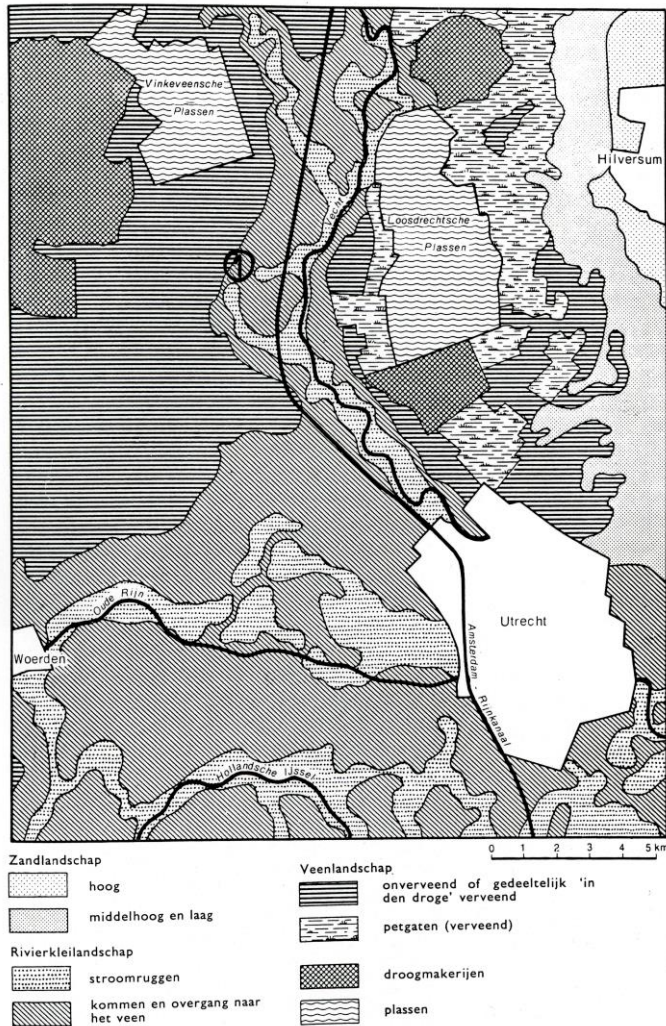 Vinkeveensche
Plassen
Hilversum
Vecht
Loosdrechtsche
Plassen
Oude Rijn
Woerden
Utrecht
Amsterdam
Rijnkanaal
Hollandsche IJssel
0 1 2 3 4 5 km
Zandlandschap
hoog
middelhoog en laag
Rivierkleilandschap
stroomruggen
kommen en overgang naar
het veen
Veenlandschap
onverveend of gedeeltelijk 'in
den droge' verveend
petgaten (verveend)
droogmakerijen
plassen